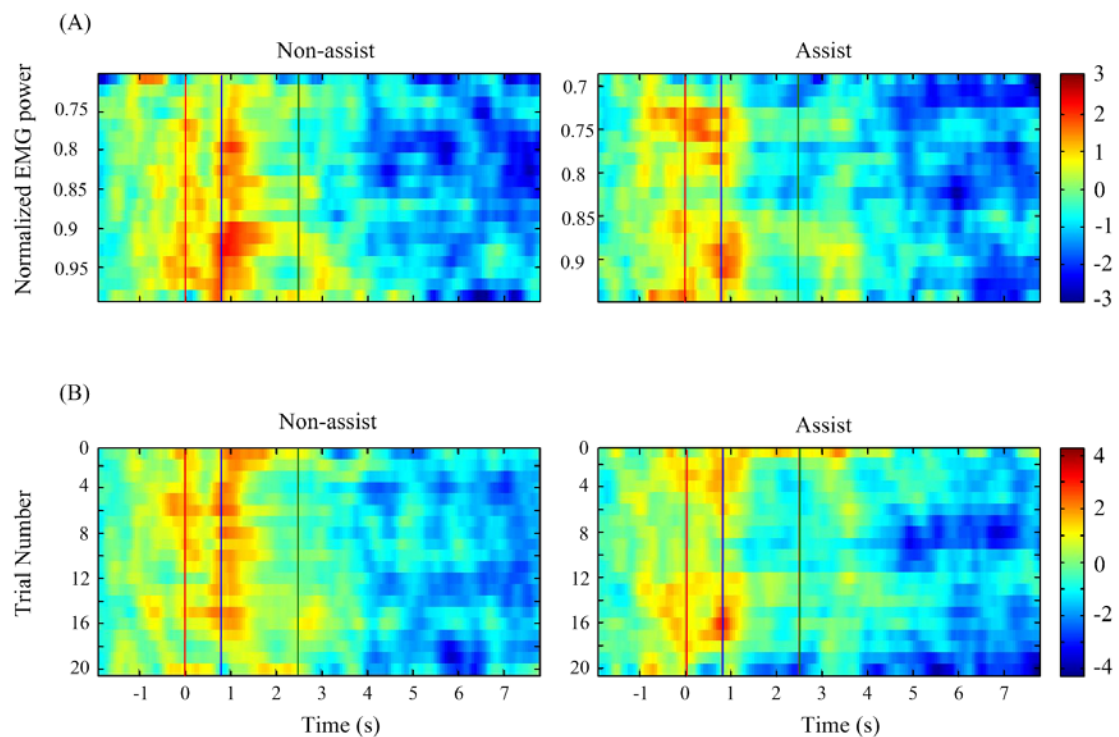 (A)
Non-assist
Assist
Normalized EMG power
0.75
0.8
0.85
0.9
0.95
0.7
0.75
0.8
0.85
0.9
3
2
1
0
-1
-2
-3
(B)
Non-assist
Assist
Trial Number
0
4
8
12
16
20
0
4
8
12
16
20
4
2
0
-2
-4
-1 0 1 2 3 4 5 6 7
-1 0 1 2 3 4 5 6 7
Time (s)
Time (s)